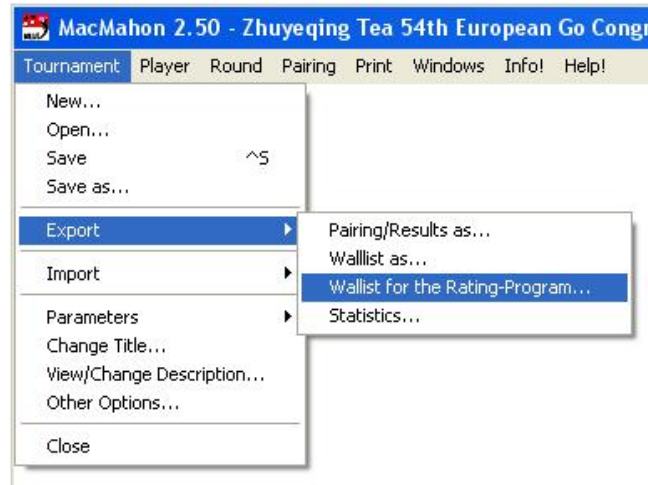 MacMahon 2.50 - Zhuyeqing Tea 54th European Go Congr
Tournament Player Round Pairing Print Windows Info! Help!
New...
Open...
Save ^S
Save as...
Export
Pairing/Results as...
Walllist as...
Import
Wallist for the Rating-Program...
Parameters
Statistics...
Change Title...
View/Change Description...
Other Options...
Close